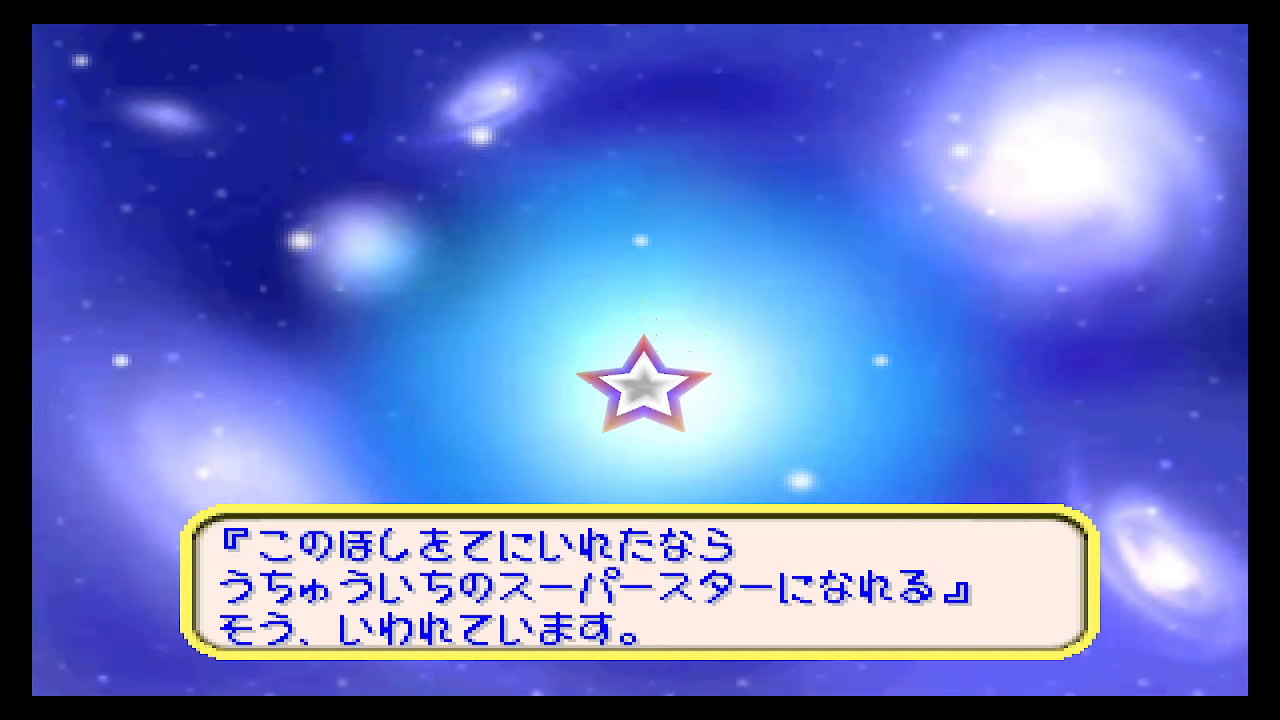 『このほしをてにいれたなら
うちゅういちのスーパースターになれる』
そう、いわれています。